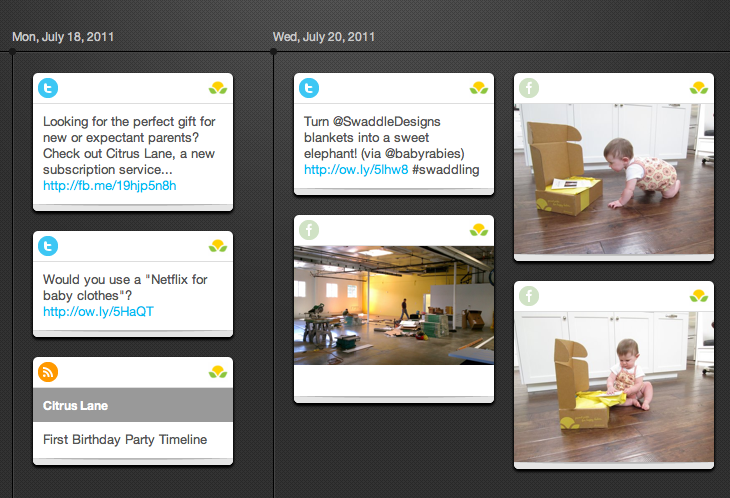 Mon, July 18, 2011
Looking for the perfect gift for
new or expectant parents?
Check out Citrus Lane, a new
subscription service...
http://fb.me/19hjp5n8h
Would you use a "Netflix for
baby clothes"?
http://ow.ly/5HaQT
Citrus Lane
First Birthday Party Timeline
Wed, July 20, 2011
Turn @SwaddleDesigns
blankets into a sweet
elephant! (via @babyrabies)
http://ow.ly/5lhw8 #swaddling